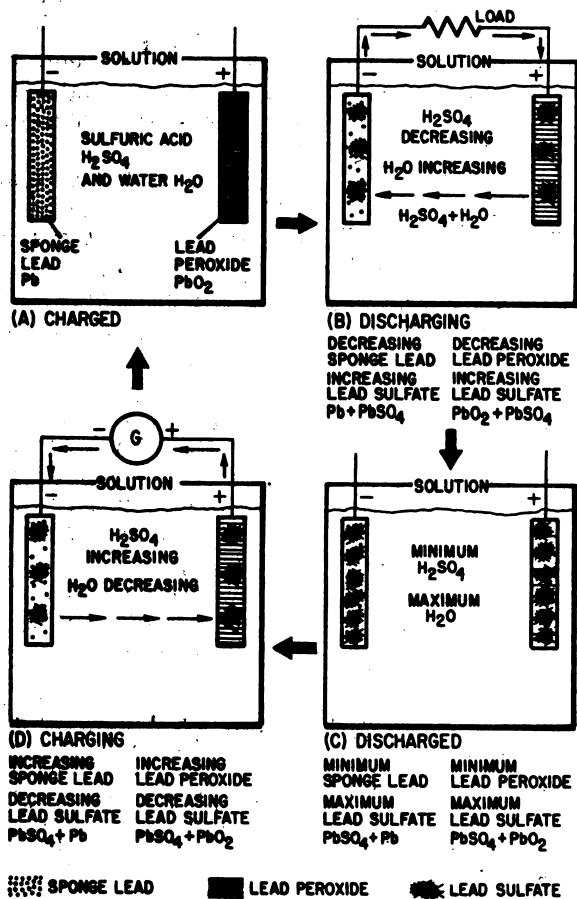 SOLUTION
− +
SULFURIC ACID
H₂SO₄
AND WATER H₂O
SPONGE
LEAD
Pb
LEAD
PEROXIDE
PbO₂
(A) CHARGED
LOAD
SOLUTION
− +
H₂SO₄
DECREASING
H₂O INCREASING
H₂SO₄+H₂O
(B) DISCHARGING
DECREASING
SPONGE LEAD
INCREASING
LEAD SULFATE
Pb+PbSO₄
DECREASING
LEAD PEROXIDE
INCREASING
LEAD SULFATE
PbO₂+PbSO₄
SOLUTION
− +
MINIMUM
H₂SO₄
MAXIMUM
H₂O
(C) DISCHARGED
MINIMUM
SPONGE LEAD
MAXIMUM
LEAD SULFATE
PbSO₄+Pb
MINIMUM
LEAD PEROXIDE
MAXIMUM
LEAD SULFATE
PbSO₄+PbO₂
− G +
SOLUTION
− +
H₂SO₄
INCREASING
H₂O DECREASING
(D) CHARGING
INCREASING
SPONGE LEAD
DECREASING
LEAD SULFATE
PbSO₄+Pb
INCREASING
LEAD PEROXIDE
DECREASING
LEAD SULFATE
PbSO₄+PbO₂
SPONGE LEAD
LEAD PEROXIDE
LEAD SULFATE